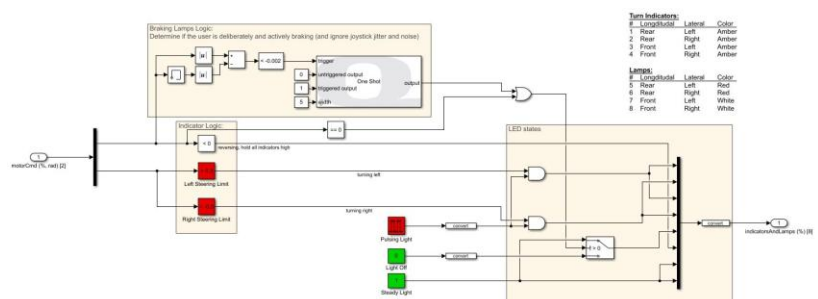 Braking Lamps Logic:
Determine if the user is deliberately and actively braking (and ignore joystick jitter and noise)
|u|
|u|
< -0.002
0
1
5
trigger
untriggered output
triggered output
width
One Shot
output
Turn Indicators:
# Longditudal Lateral Color
1 Rear Left Amber
2 Rear Right Amber
3 Front Left Amber
4 Front Right Amber
Lamps:
# Longditudal Lateral Color
5 Rear Left Red
6 Rear Right Red
7 Front Left White
8 Front Right White
1
motorCmd (%, rad) [2]
Indicator Logic:
== 0
< 0
reversing, hold all indicators high
Left Steering Limit
turning left
Right Steering Limit
turning right
LED states
Pulsing Light
convert
Light Off
convert
Steady Light
convert
1
indicatorsAndLamps (%) [8]